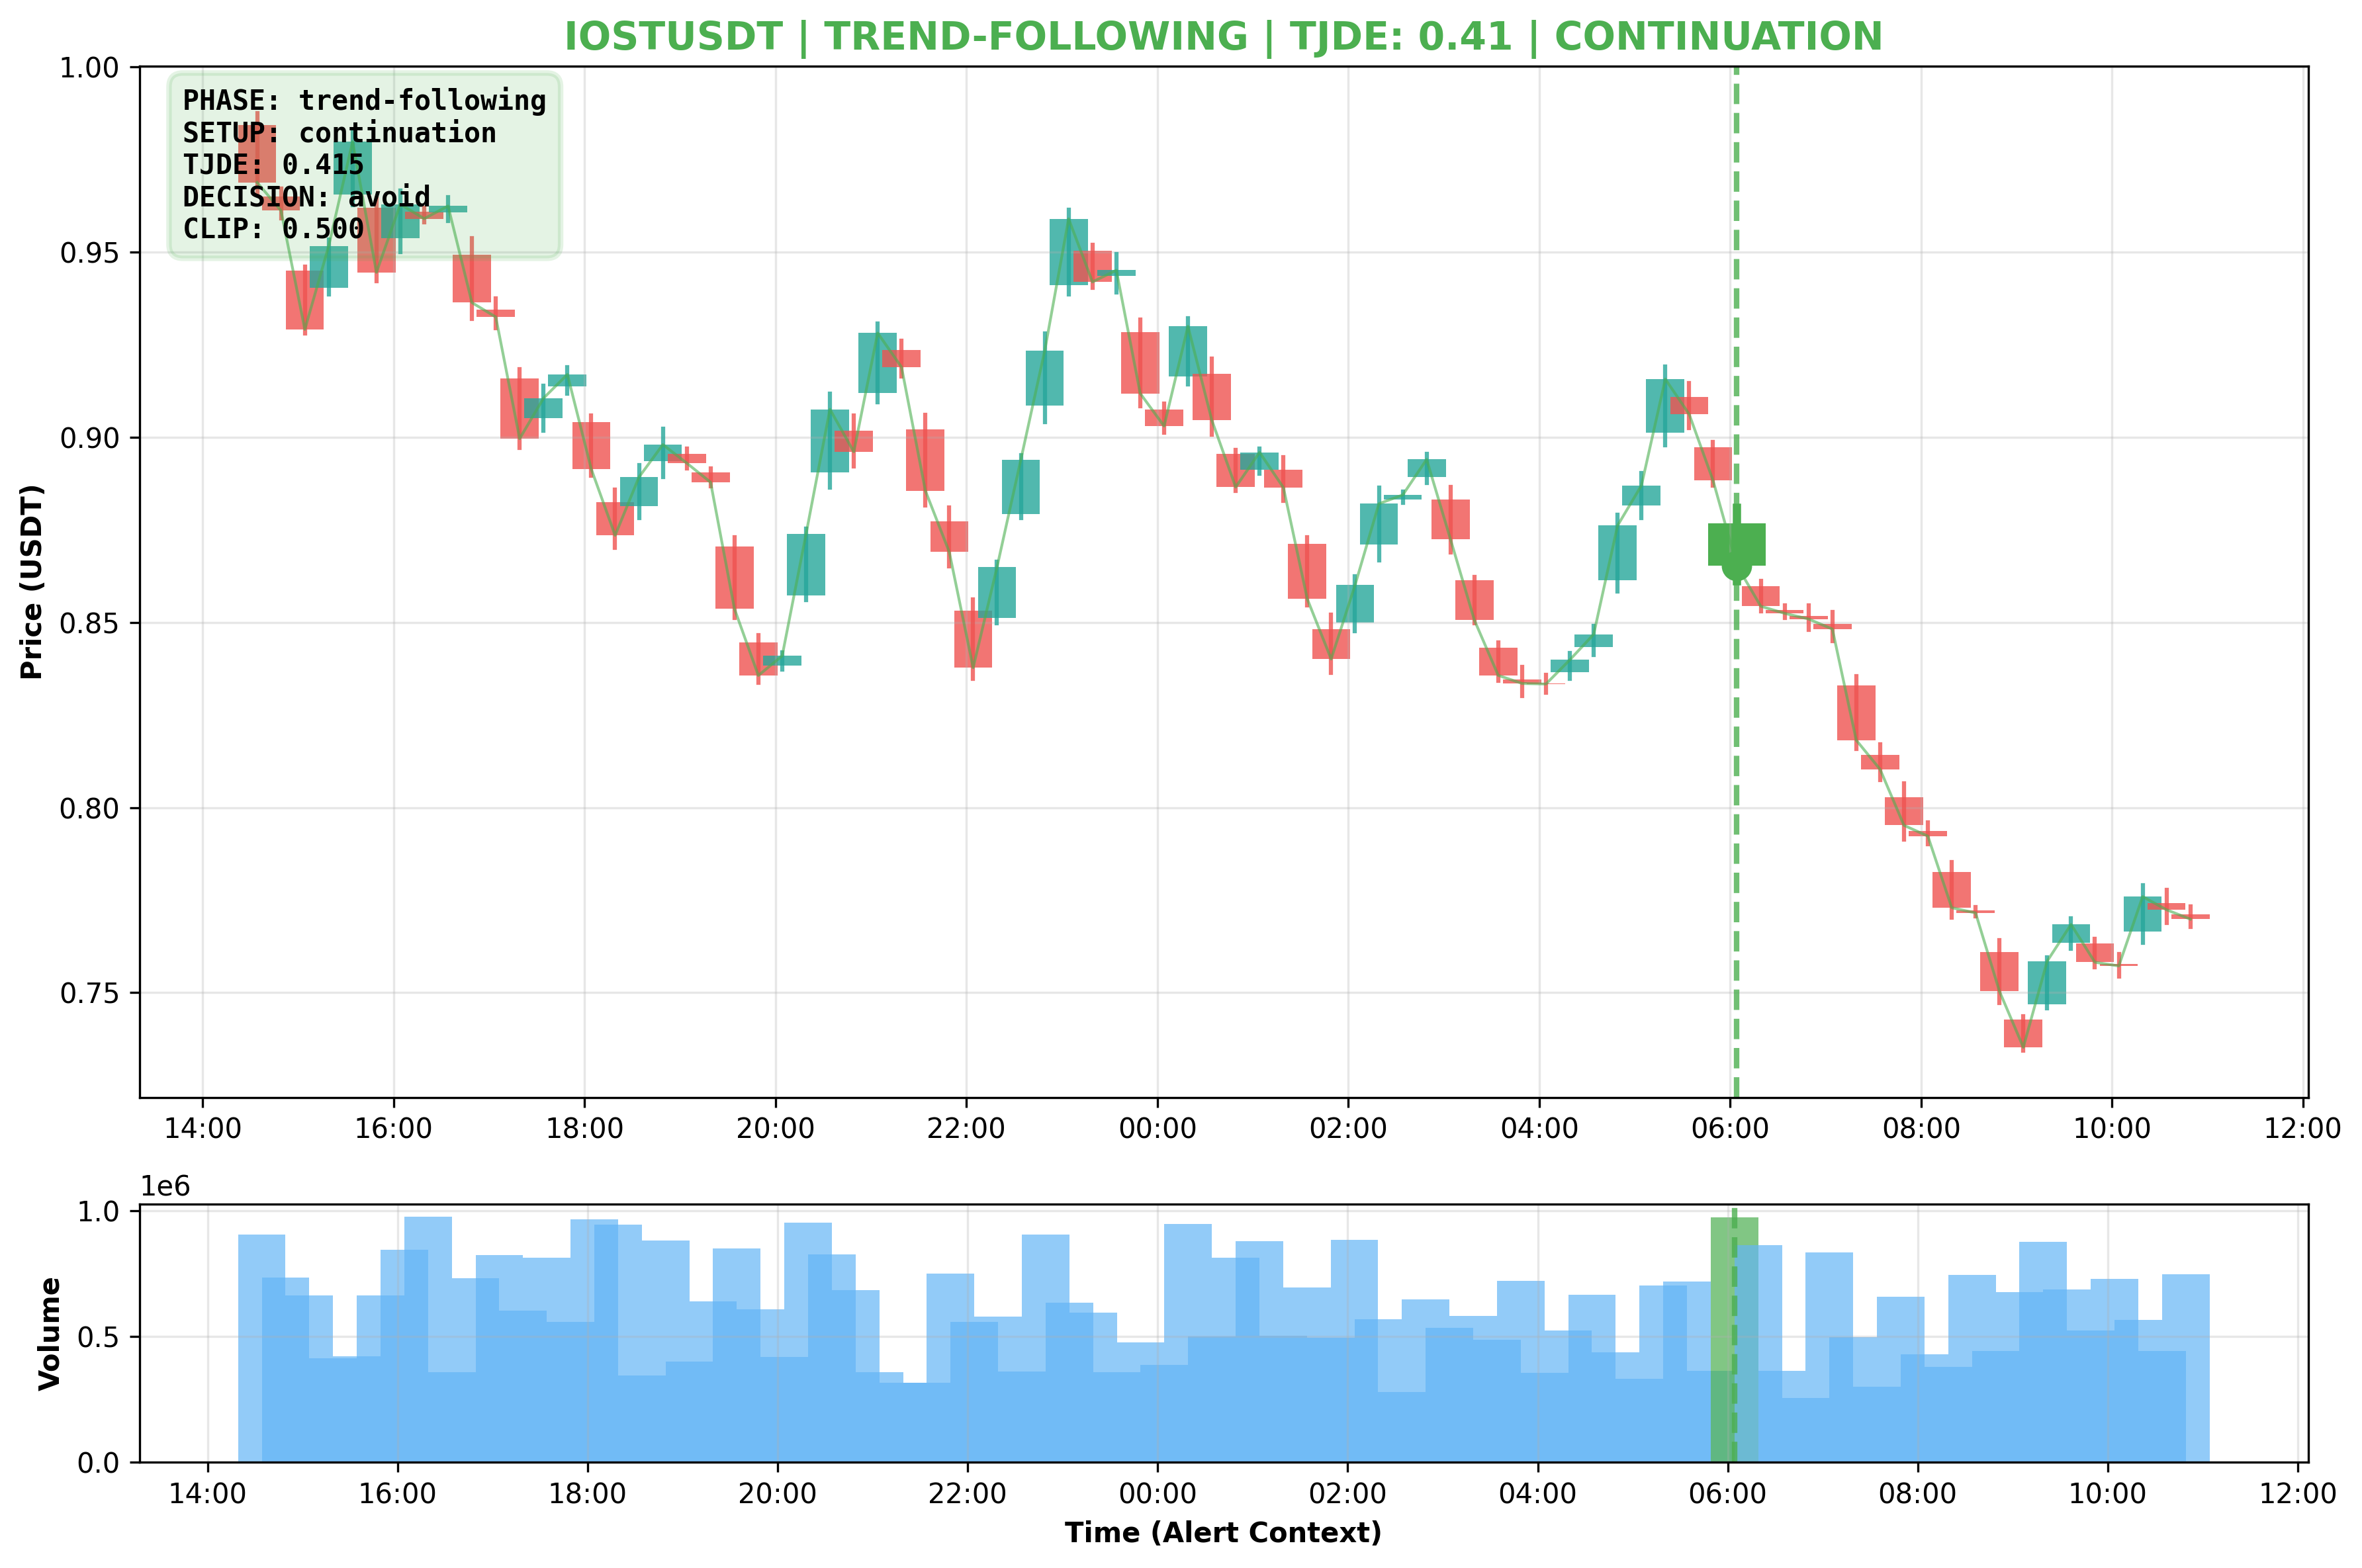 IOSTUSDT | TREND-FOLLOWING | TJDE: 0.41 | CONTINUATION
PHASE: trend-following
SETUP: continuation
TJDE: 0.415
DECISION: avoid
CLIP: 0.500
Price (USDT)
1.00
0.95
0.90
0.85
0.80
0.75
14:00 16:00 18:00 20:00 22:00 00:00 02:00 04:00 06:00 08:00 10:00 12:00
1e6
Volume
1.0
0.5
0.0
14:00 16:00 18:00 20:00 22:00 00:00 02:00 04:00 06:00 08:00 10:00 12:00
Time (Alert Context)